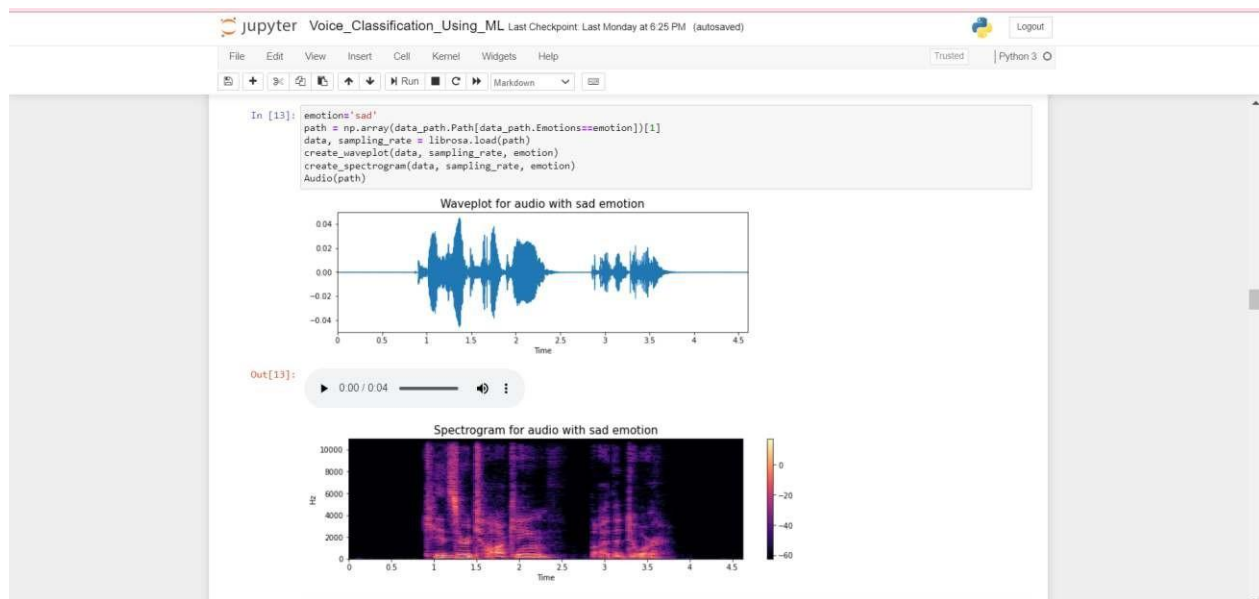 jupyter Voice_Classification_Using_ML Last Checkpoint: Last Monday at 6:25 PM (autosaved)
Logout
File Edit View Insert Cell Kernel Widgets Help
Trusted
Python 3
Run
Markdown
In [13]: emotion='sad'
path = np.array(data_path.Path[data_path.Emotions==emotion])[1]
data, sampling_rate = librosa.load(path)
create_waveplot(data, sampling_rate, emotion)
create_spectrogram(data, sampling_rate, emotion)
Audio(path)
Waveplot for audio with sad emotion
0.04
0.02
0.00
−0.02
−0.04
0 0.5 1 1.5 2 2.5 3 3.5 4 4.5
Time
Out[13]:
0:00 / 0:04
Spectrogram for audio with sad emotion
10000
8000
6000
4000
2000
0
Hz
0 0.5 1 1.5 2 2.5 3 3.5 4 4.5
Time
0
−20
−40
−60